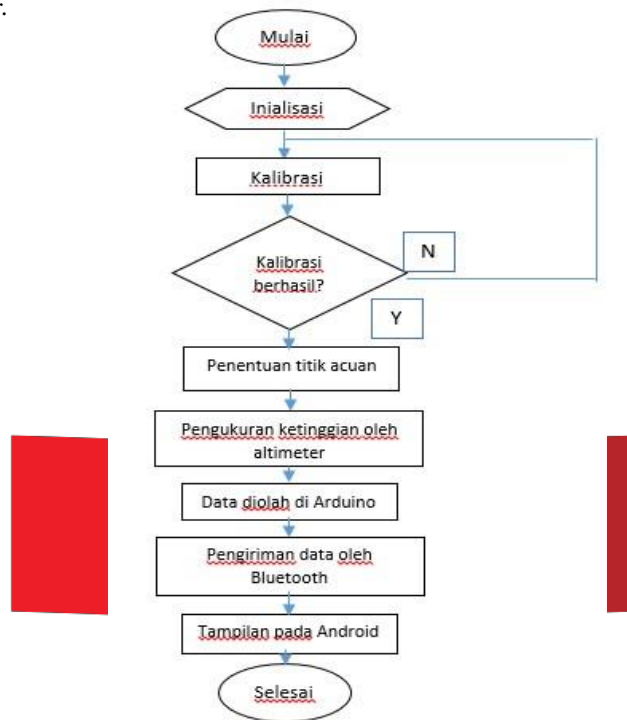 Mulai
Inialisasi
Kalibrasi
Kalibrasi
berhasil?
N
Y
Penentuan titik acuan
Pengukuran ketinggian oleh
altimeter
Data diolah di Arduino
Pengiriman data oleh
Bluetooth
Tampilan pada Android
Selesai